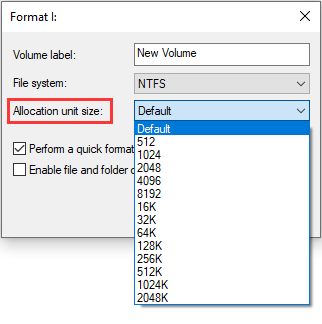 Format I:
Volume label:
New Volume
File system:
NTFS
Allocation unit size:
Default
Default
512
1024
2048
4096
8192
16K
32K
64K
128K
256K
512K
1024K
2048K
Perform a quick format
Enable file and folder